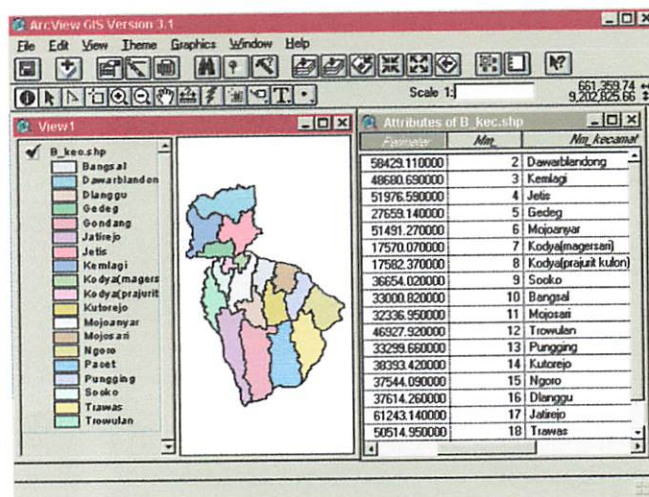 ArcView GIS Version 3.1
File Edit View Theme Graphics Window Help
Scale 1:
661,359.74
9,202,825.66
View1
B_kec.shp
Bangsal
Dawarblandon
Dlanggu
Gedeg
Gondang
Jatirejo
Jetis
Kemlagi
Kodya(magers
Kodya(prajurit
Kutorejo
Mojoanyar
Mojosari
Ngoro
Pacet
Pungging
Sooko
Trawas
Trowulan
Attributes of B_kec.shp
Perimeter Mm_ Nm_kecamat
58429.110000 2 Dawarblandong
48680.690000 3 Kemlagi
51976.590000 4 Jetis
27659.140000 5 Gedeg
51491.270000 6 Mojoanyar
17570.070000 7 Kodya(magersari)
17582.370000 8 Kodya(prajurit kulon)
36654.020000 9 Sooko
33000.820000 10 Bangsal
32336.950000 11 Mojosari
46927.920000 12 Trowulan
33299.660000 13 Pungging
38393.420000 14 Kutorejo
37544.090000 15 Ngoro
37614.260000 16 Dlanggu
61243.140000 17 Jatirejo
50514.950000 18 Trawas